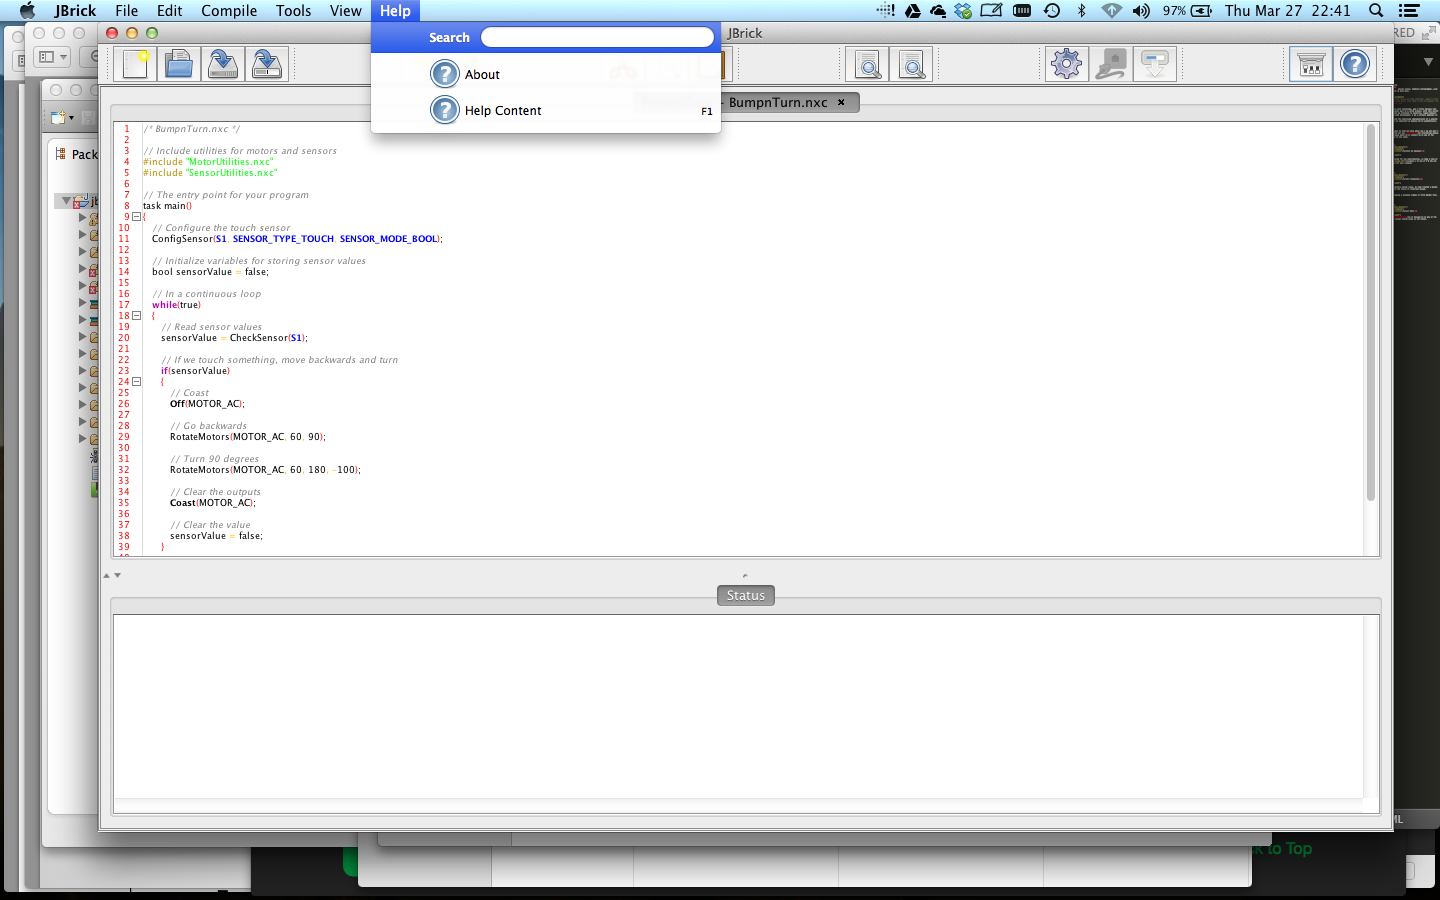 JBrick File Edit Compile Tools View Help 97% Thu Mar 27 22:41
Search
About
Help Content F1
JBrick
RED
BumpnTurn.nxc ×
Pack
1 /* BumpnTurn.nxc */
2
3 // Include utilities for motors and sensors
4 #include "MotorUtilities.nxc"
5 #include "SensorUtilities.nxc"
6
7 // The entry point for your program
8 task main()
9 {
10 // Configure the touch sensor
11 ConfigSensor(S1, SENSOR_TYPE_TOUCH, SENSOR_MODE_BOOL);
12
13 // Initialize variables for storing sensor values
14 bool sensorValue = false;
15
16 // In a continuous loop
17 while(true)
18 {
19 // Read sensor values
20 sensorValue = CheckSensor(S1);
21
22 // If we touch something, move backwards and turn
23 if(sensorValue)
24 {
25 // Coast
26 Off(MOTOR_AC);
27
28 // Go backwards
29 RotateMotors(MOTOR_AC, 60, 90);
30
31 // Turn 90 degrees
32 RotateMotors(MOTOR_AC, 60, 180, -100);
33
34 // Clear the outputs
35 Coast(MOTOR_AC);
36
37 // Clear the value
38 sensorValue = false;
39 }
Status
ML
to Top